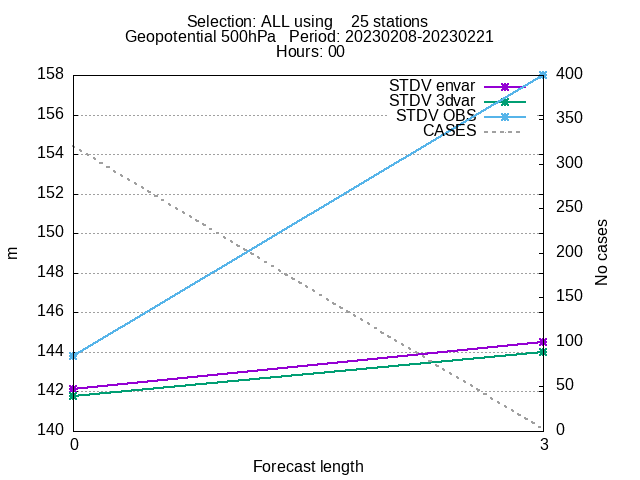 Selection: ALL using    25 stations
Geopotential 500hPa   Period: 20230208-20230221
Hours: 00
158
156
154
152
150
148
146
144
142
140
m
400
350
300
250
200
150
100
50
0
No cases
STDV envar
STDV 3dvar
STDV OBS
CASES
0
3
Forecast length